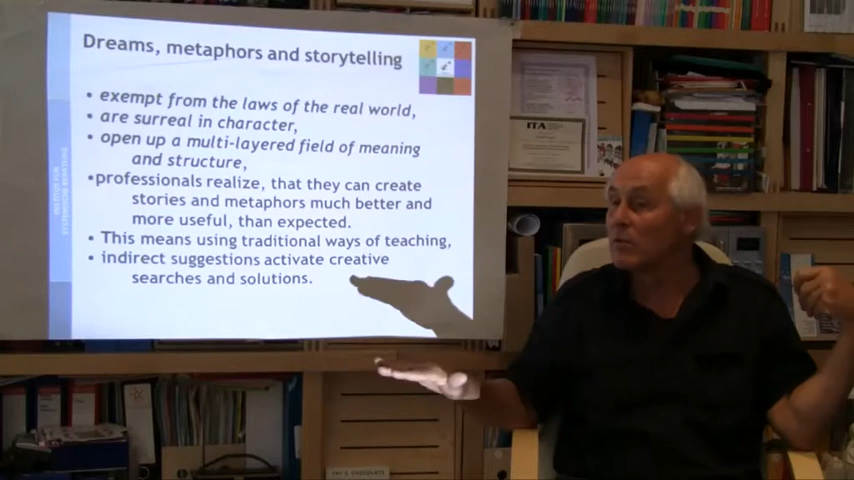 Dreams, metaphors and storytelling
• exempt from the laws of the real world,
• are surreal in character,
• open up a multi-layered field of meaning
and structure,
•professionals realize, that they can create
stories and metaphors much better and
more useful, than expected.
• This means using traditional ways of teaching,
• indirect suggestions activate creative
searches and solutions.
ITA